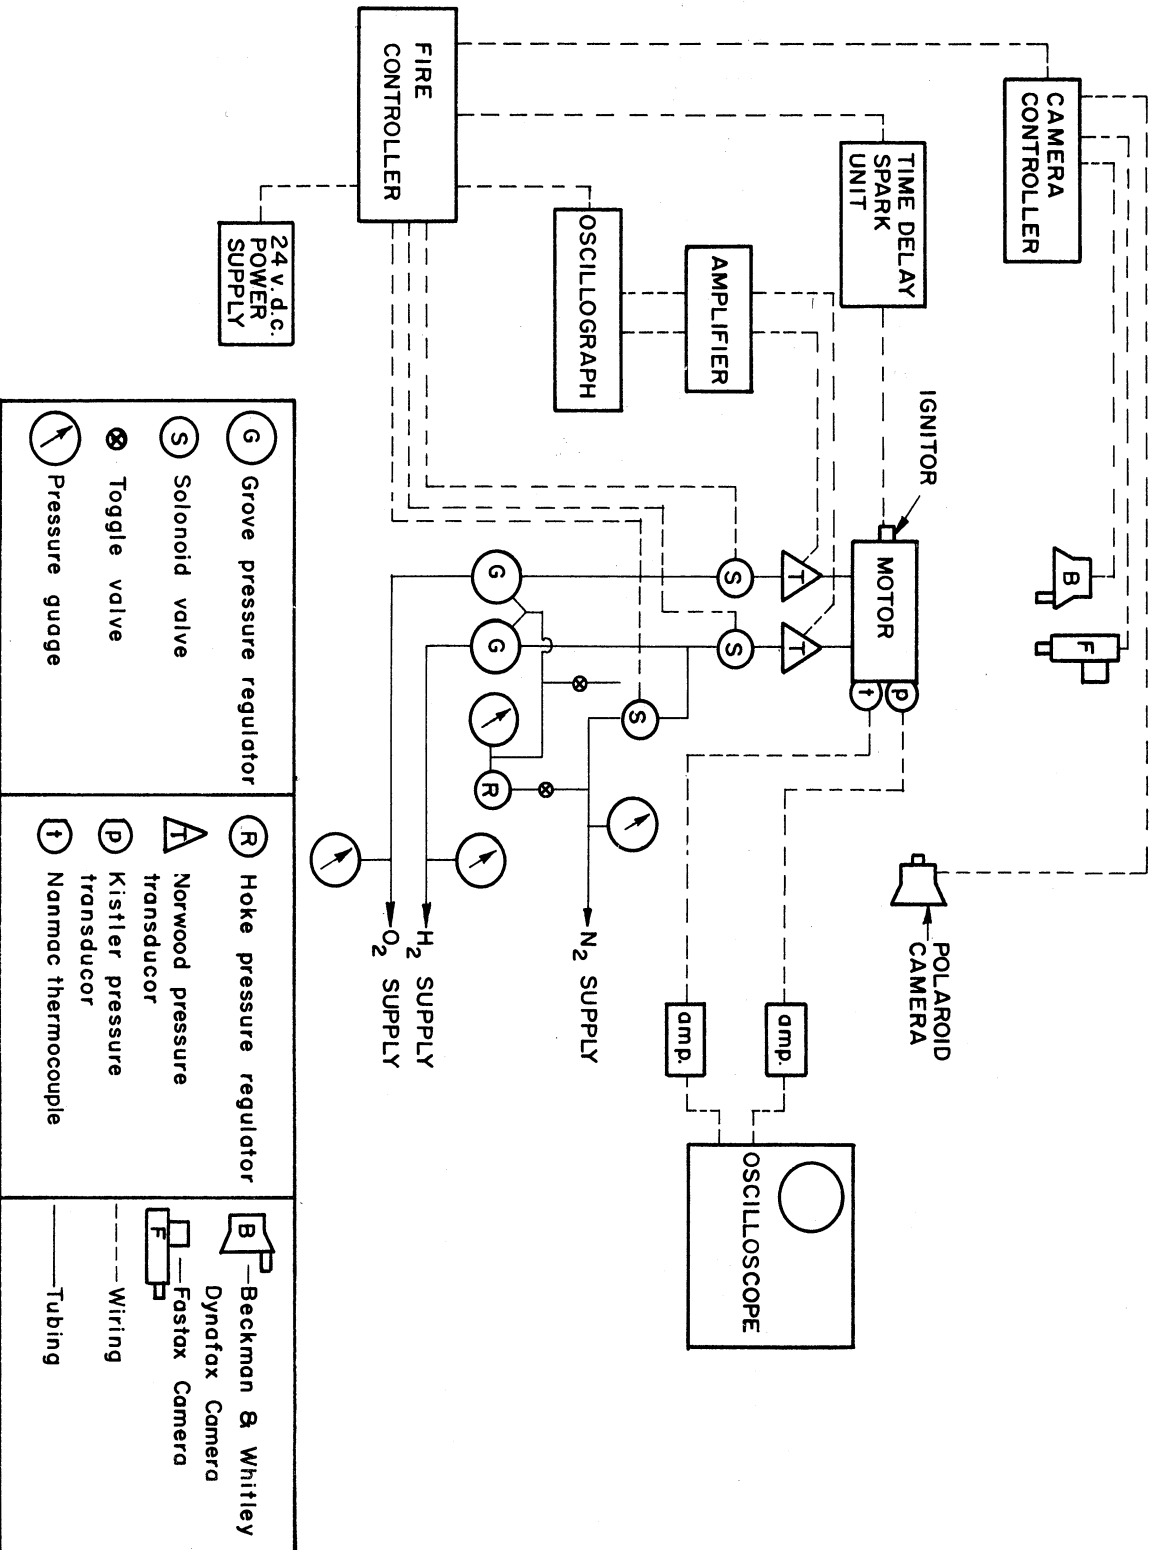 CAMERA
CONTROLLER
TIME DELAY
SPARK
UNIT
FIRE
CONTROLLER
24 v. d.c.
POWER
SUPPLY
OSCILLOGRAPH
AMPLIFIER
IGNITOR
MOTOR
B
F
T
T
S
S
S
G
G
R
t
p
POLAROID
CAMERA
amp.
amp.
OSCILLOSCOPE
N2 SUPPLY
H2 SUPPLY
O2 SUPPLY
G Grove pressure regulator
S Solonoid valve
Toggle valve
Pressure guage
R Hoke pressure regulator
T Norwood pressure
transducor
p Kistler pressure
transducor
t Nanmac thermocouple
B Beckman & Whitley
Dynafax Camera
F Fastax Camera
Wiring
Tubing